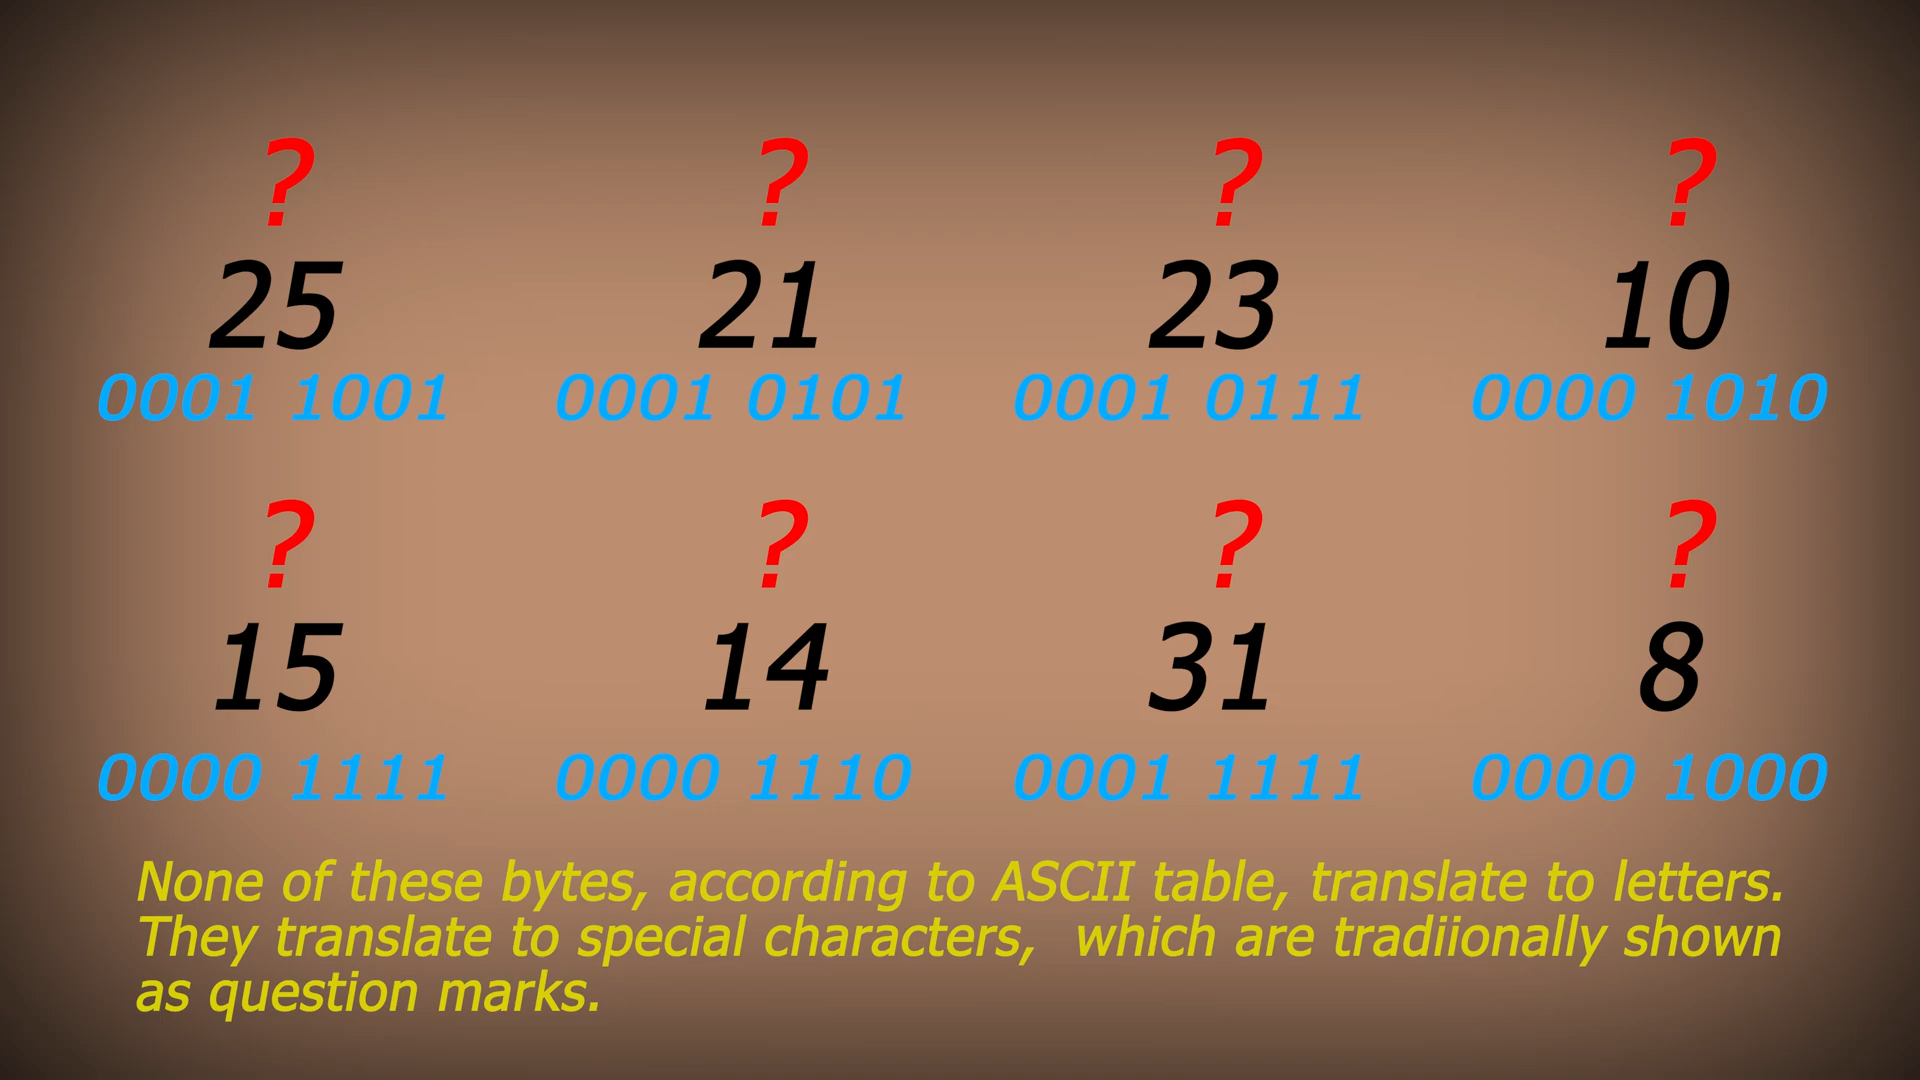 ? ? ? ?
25 21 23 10
0001 1001 0001 0101 0001 0111 0000 1010
? ? ? ?
15 14 31 8
0000 1111 0000 1110 0001 1111 0000 1000
None of these bytes, according to ASCII table, translate to letters.
They translate to special characters,  which are tradiionally shown
as question marks.